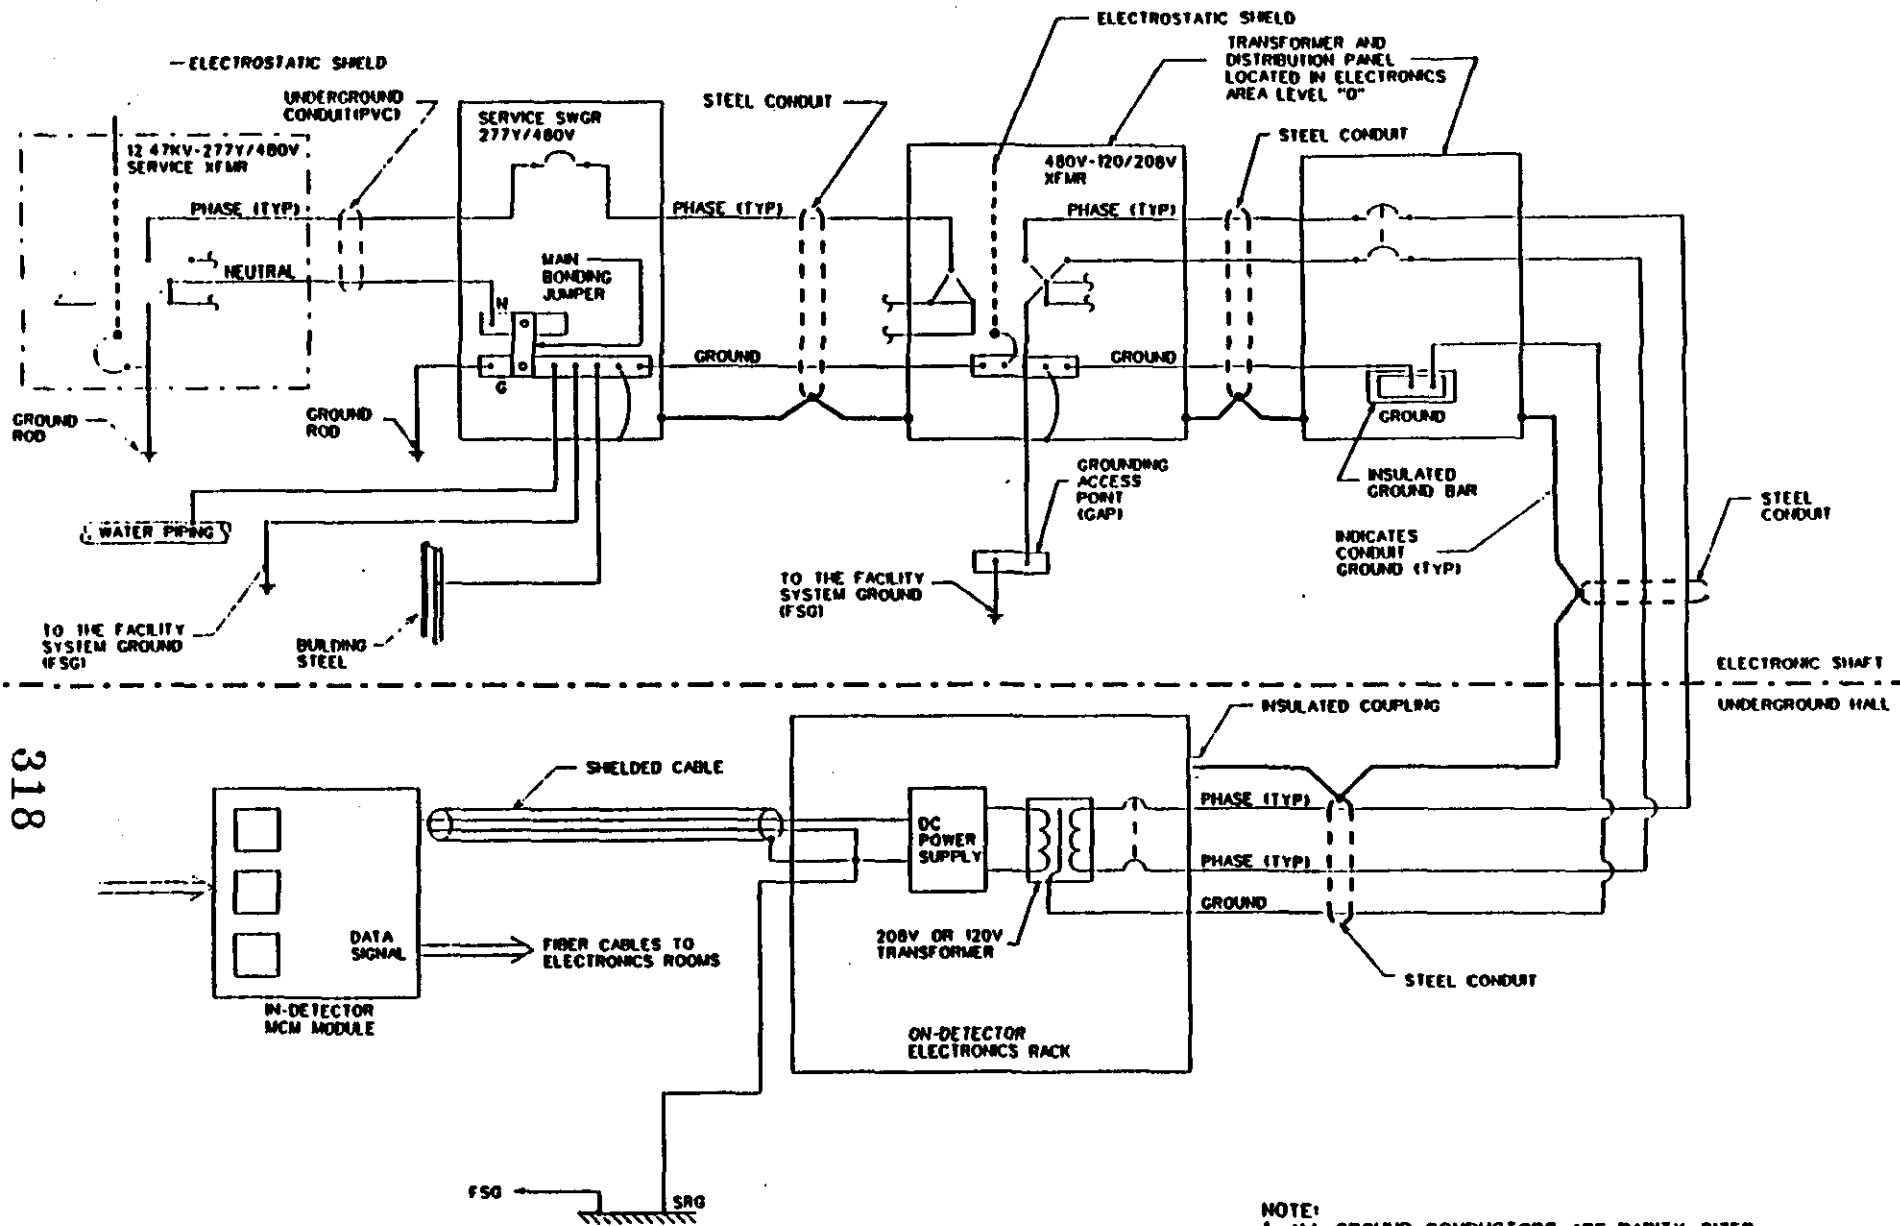 ELECTROSTATIC SHIELD
TRANSFORMER AND
DISTRIBUTION PANEL
LOCATED IN ELECTRONICS
AREA LEVEL "0"
ELECTROSTATIC SHIELD
UNDERGROUND
CONDUIT(PVC)
STEEL CONDUIT
STEEL CONDUIT
12 47KV-277Y/480V
SERVICE XFMR
SERVICE SWGR
277Y/480V
480V-120/208V
XFMR
PHASE (TYP)
PHASE (TYP)
PHASE (TYP)
NEUTRAL
MAIN
BONDING
JUMPER
N
G
GROUND
GROUND
GROUND
GROUND
ROD
GROUND
ROD
GROUNDING
ACCESS
POINT
(GAP)
INSULATED
GROUND BAR
STEEL
CONDUIT
WATER PIPING
INDICATES
CONDUIT
GROUND (TYP)
TO THE FACILITY
SYSTEM GROUND
(FSG)
TO THE FACILITY
SYSTEM GROUND
(FSG)
BUILDING
STEEL
ELECTRONIC SHAFT
UNDERGROUND HALL
INSULATED COUPLING
318
SHIELDED CABLE
PHASE (TYP)
DC
POWER
SUPPLY
PHASE (TYP)
GROUND
DATA
SIGNAL
FIBER CABLES TO
ELECTRONICS ROOMS
208V OR 120V
TRANSFORMER
STEEL CONDUIT
IN-DETECTOR
MCM MODULE
ON-DETECTOR
ELECTRONICS RACK
FSG
SRG
NOTE: